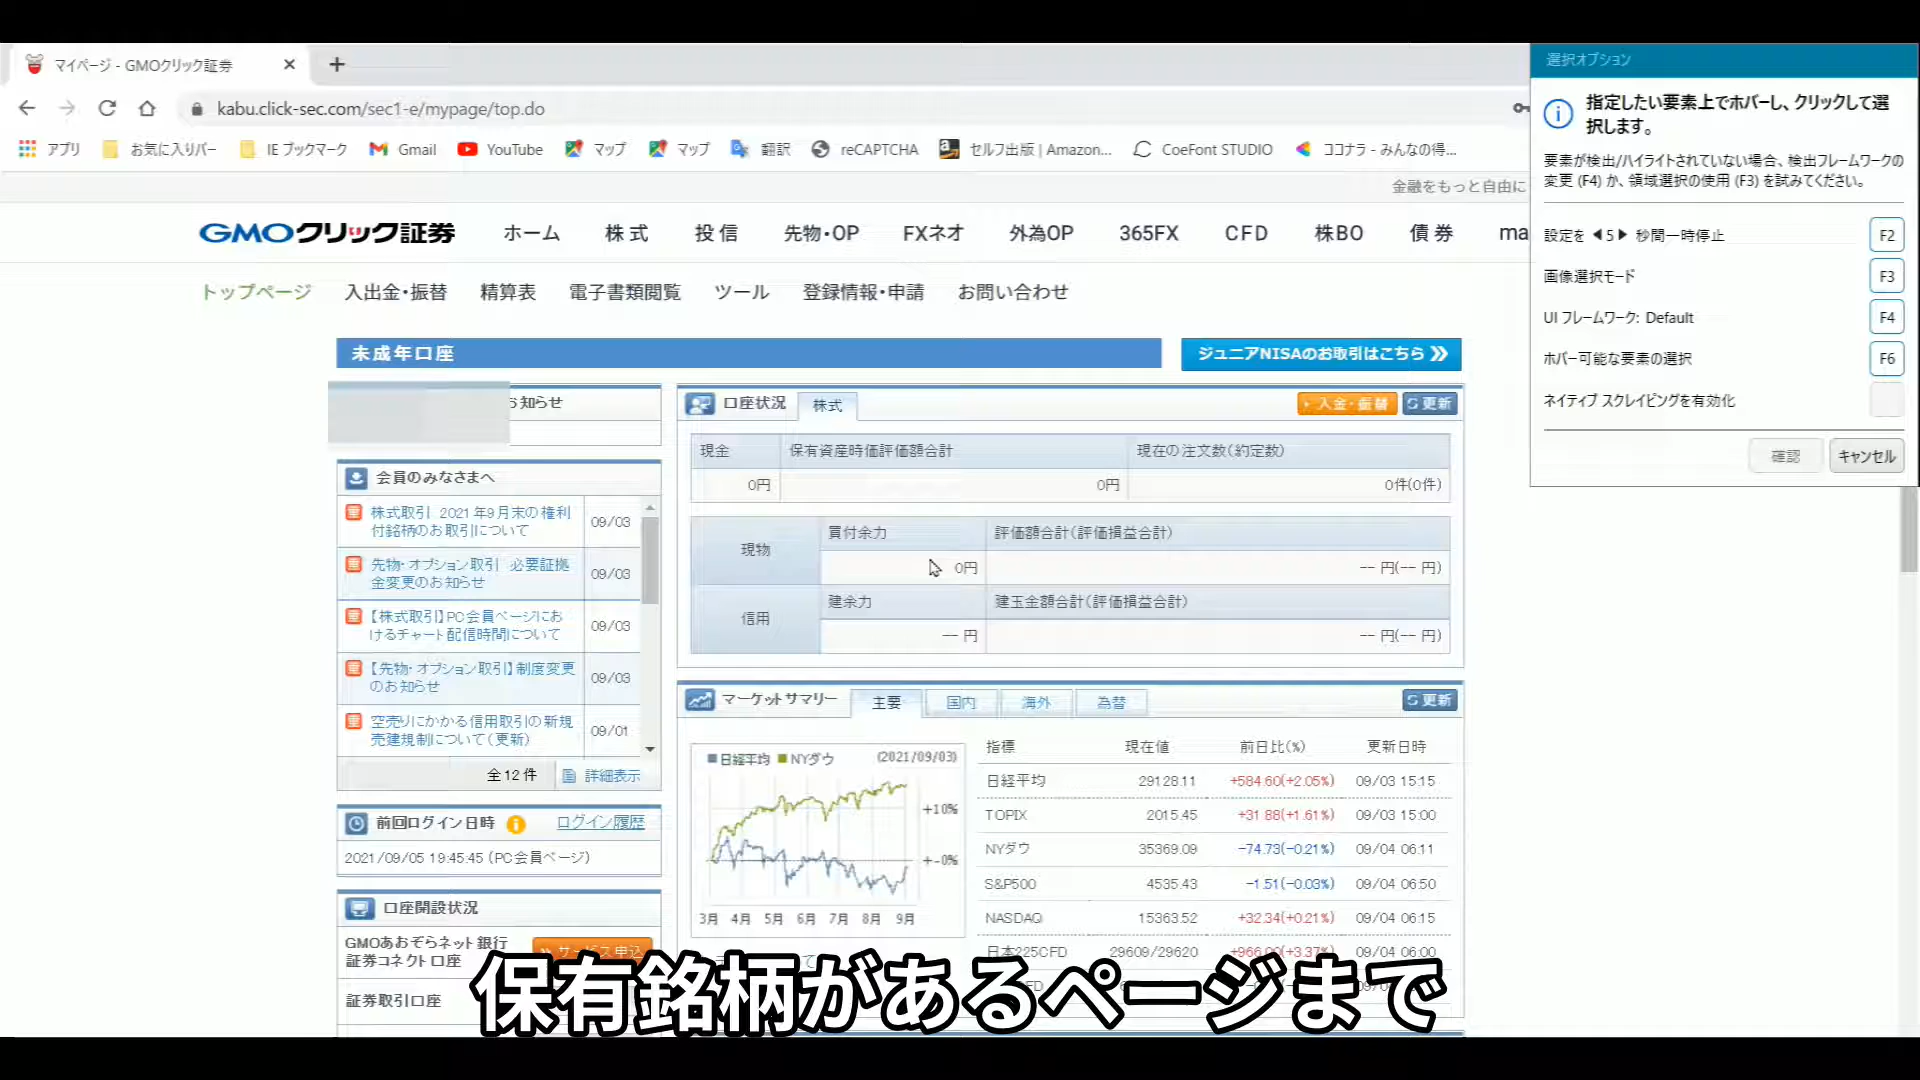 マイページ - GMOクリック証券
kabu.click-sec.com/sec1-e/mypage/top.do
アプリ お気に入りバー IE ブックマーク Gmail YouTube マップ マップ 翻訳 reCAPTCHA セルフ出版 | Amazon... CoeFont STUDIO ココナラ - みんなの得...
金融をもっと自由に
GMOクリック証券 ホーム 株式 投信 先物・OP FXネオ 外為OP 365FX CFD 株BO 債券 ma
トップページ 入出金・振替 精算表 電子書類閲覧 ツール 登録情報・申請 お問い合わせ
未成年口座
ジュニアNISAのお取引はこちら
お知らせ
会員のみなさまへ
重 株式取引 2021年9月末の権利
付銘柄のお取引について
09/03
重 先物・オプション取引 必要証拠
金変更のお知らせ
09/03
重 【株式取引】PC会員ページにお
けるチャート配信時間について
09/03
重 【先物・オプション取引】制度変更
のお知らせ
09/03
重 空売りにかかる信用取引の新規
売建規制について(更新)
09/01
全12件 詳細表示
前回ログイン日時 ログイン履歴
2021/09/05 19:45:45 (PC会員ページ)
口座開設状況
GMOあおぞらネット銀行
証券コネクト口座
サービス申込
証券取引口座
口座状況 株式 入金・振替 更新
現金 保有資産時価評価額合計 現在の注文数(約定数)
0円 0円 0件(0件)
現物 買付余力 評価額合計(評価損益合計)
0円 -- 円(-- 円)
信用 建余力 建玉金額合計(評価損益合計)
-- 円 -- 円(-- 円)
マーケットサマリー 主要 国内 海外 為替 更新
日経平均 NYダウ (2021/09/03)
+10%
+-0%
3月 4月 5月 6月 7月 8月 9月
指標 現在値 前日比(%) 更新日時
日経平均 29128.11 +584.60(+2.05%) 09/03 15:15
TOPIX 2015.45 +31.88(+1.61%) 09/03 15:00
NYダウ 35369.09 -74.73(-0.21%) 09/04 06:11
S&P500 4535.43 -1.51(-0.03%) 09/04 06:50
NASDAQ 15363.52 +32.34(+0.21%) 09/04 06:15
日本225CFD 29609/29620 +966.00(+3.37%) 09/04 06:00
選択オプション
指定したい要素上でホバーし、クリックして選
択します。
要素が検出/ハイライトされていない場合、検出フレームワークの
変更 (F4) か、領域選択の使用 (F3) を試みてください。
設定を ◀5▶ 秒間一時停止 F2
画像選択モード F3
UI フレームワーク: Default F4
ホバー可能な要素の選択 F6
ネイティブ スクレイピングを有効化
確認 キャンセル
保有銘柄があるページまで